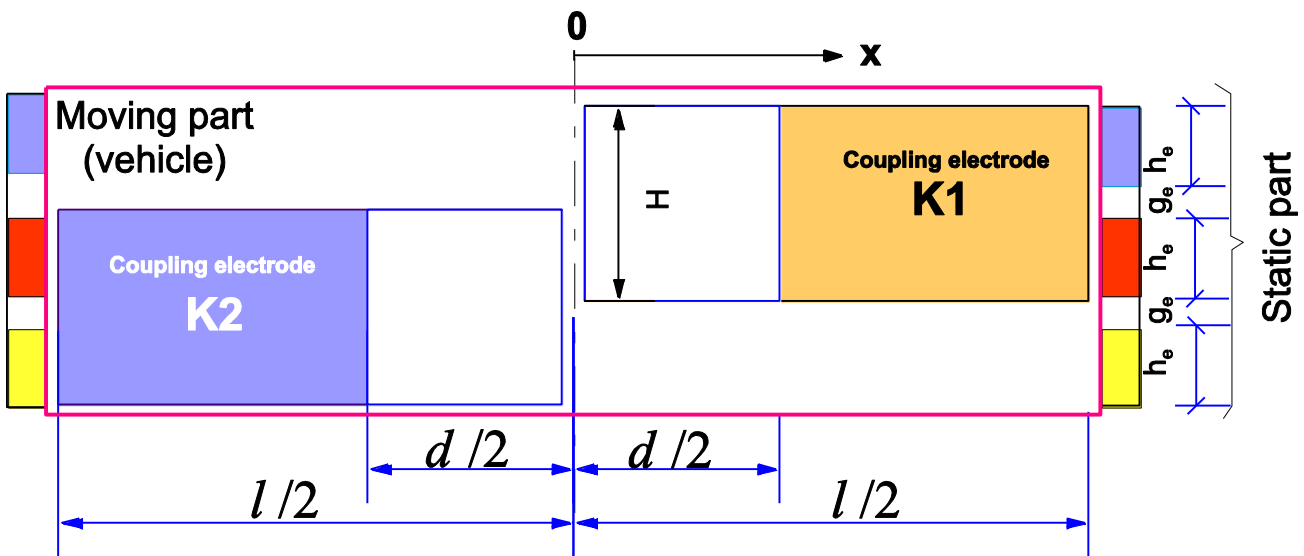 0
x
Moving part
(vehicle)
Coupling electrode
K1
H
Coupling electrode
K2
h_e
g_e
h_e
g_e
h_e
Static part
d /2
d /2
l /2
l /2